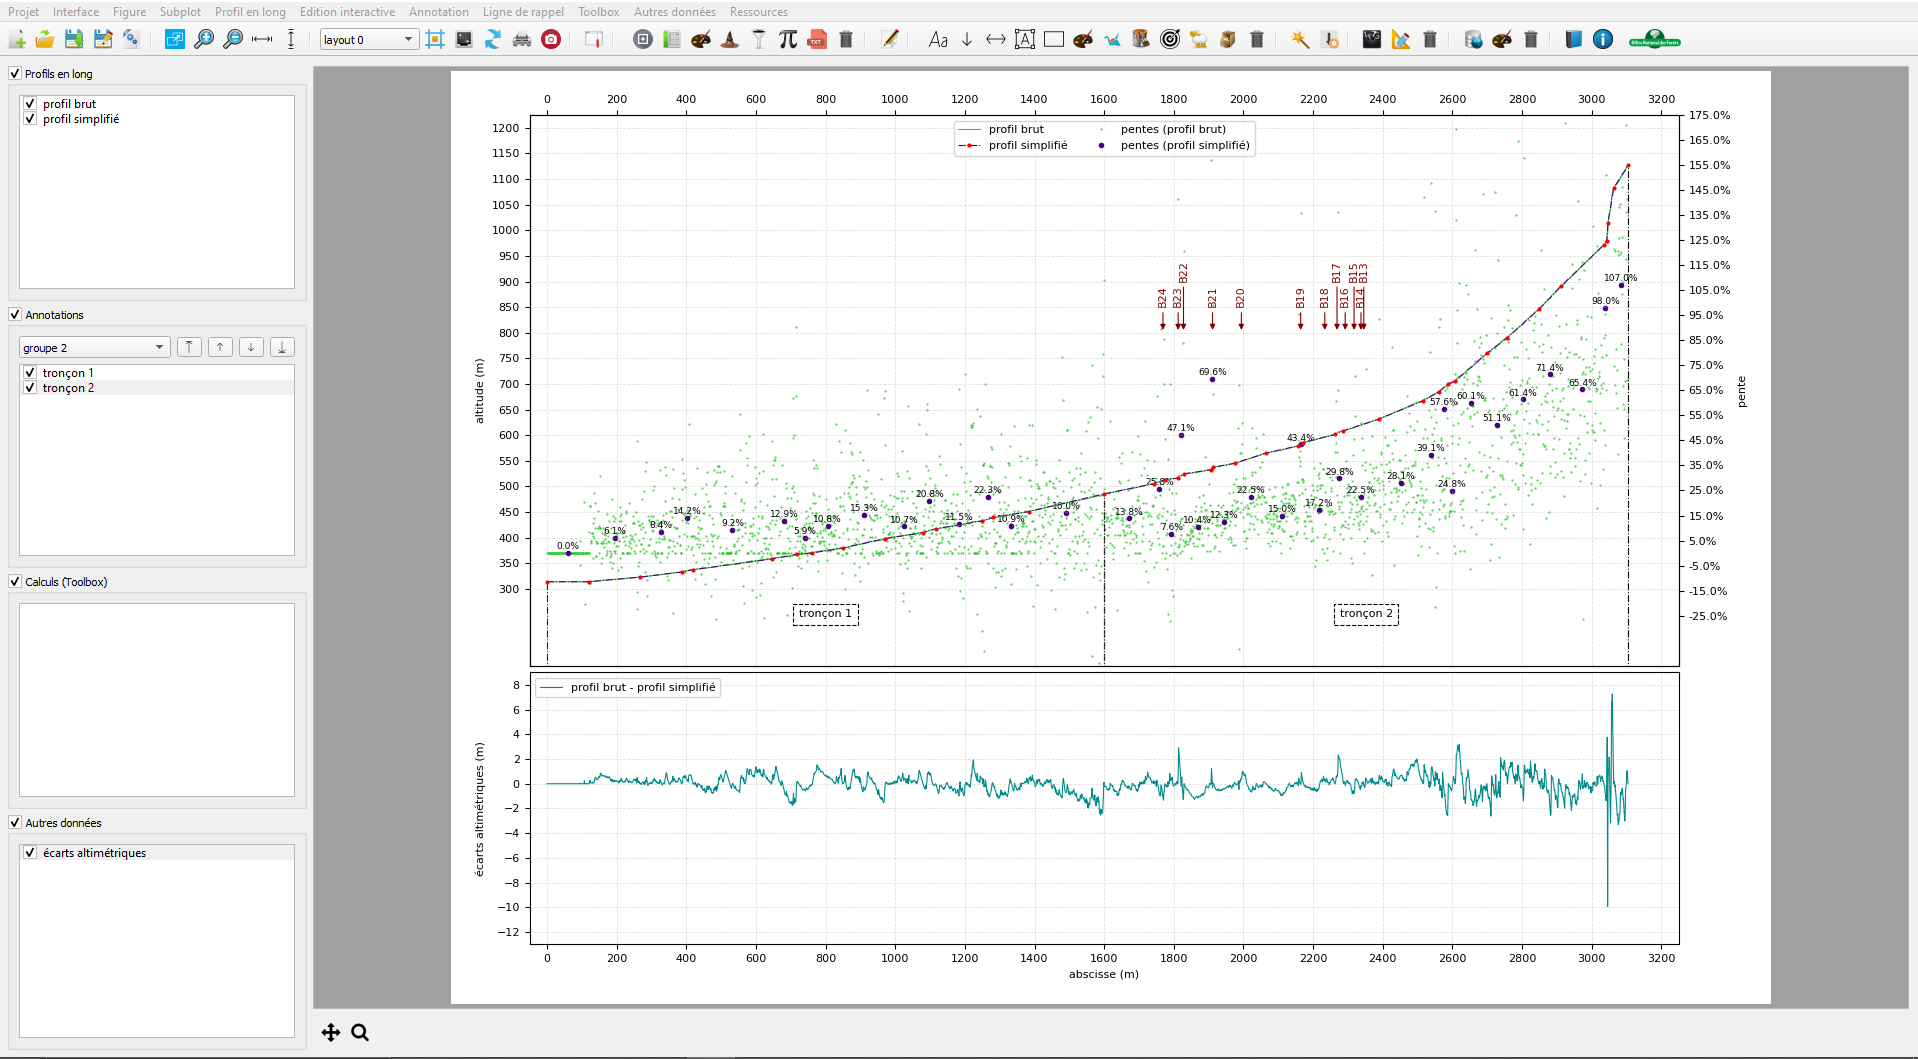 Projet Interface Figure Subplot Profil en long Edition interactive Annotation Ligne de rappel Toolbox Autres données Ressources
layout 0
TXT
Office National des Forêts
Profils en long
profil brut
profil simplifié
Annotations
groupe 2
tronçon 1
tronçon 2
Calculs (Toolbox)
Autres données
écarts altimétriques
0 200 400 600 800 1000 1200 1400 1600 1800 2000 2200 2400 2600 2800 3000 3200
profil brut
profil simplifié
pentes (profil brut)
pentes (profil simplifié)
1200
1150
1100
1050
1000
950
900
850
800
750
700
650
600
550
500
450
400
350
300
altitude (m)
175.0%
165.0%
155.0%
145.0%
135.0%
125.0%
115.0%
105.0%
95.0%
85.0%
75.0%
65.0%
55.0%
45.0%
35.0%
25.0%
15.0%
5.0%
-5.0%
-15.0%
-25.0%
pente
B24 B23 B22 B21 B20 B19 B18 B17 B16 B15 B14 B13
0.0% 6.1% 8.4% 14.2% 9.2% 12.9% 5.9% 10.8% 15.3% 10.7% 20.8% 11.5% 22.3% 10.9% 16.0% 13.8% 25.8% 7.6% 47.1% 10.4% 69.6% 12.3% 22.5% 15.0% 43.4% 17.2% 29.8% 22.5% 28.1% 39.1% 57.6% 24.8% 60.1% 51.1% 61.4% 71.4% 65.4% 98.0% 107.0%
tronçon 1
tronçon 2
profil brut - profil simplifié
8
6
4
2
0
−2
−4
−6
−8
−10
−12
écarts altimétriques (m)
0 200 400 600 800 1000 1200 1400 1600 1800 2000 2200 2400 2600 2800 3000 3200
abscisse (m)